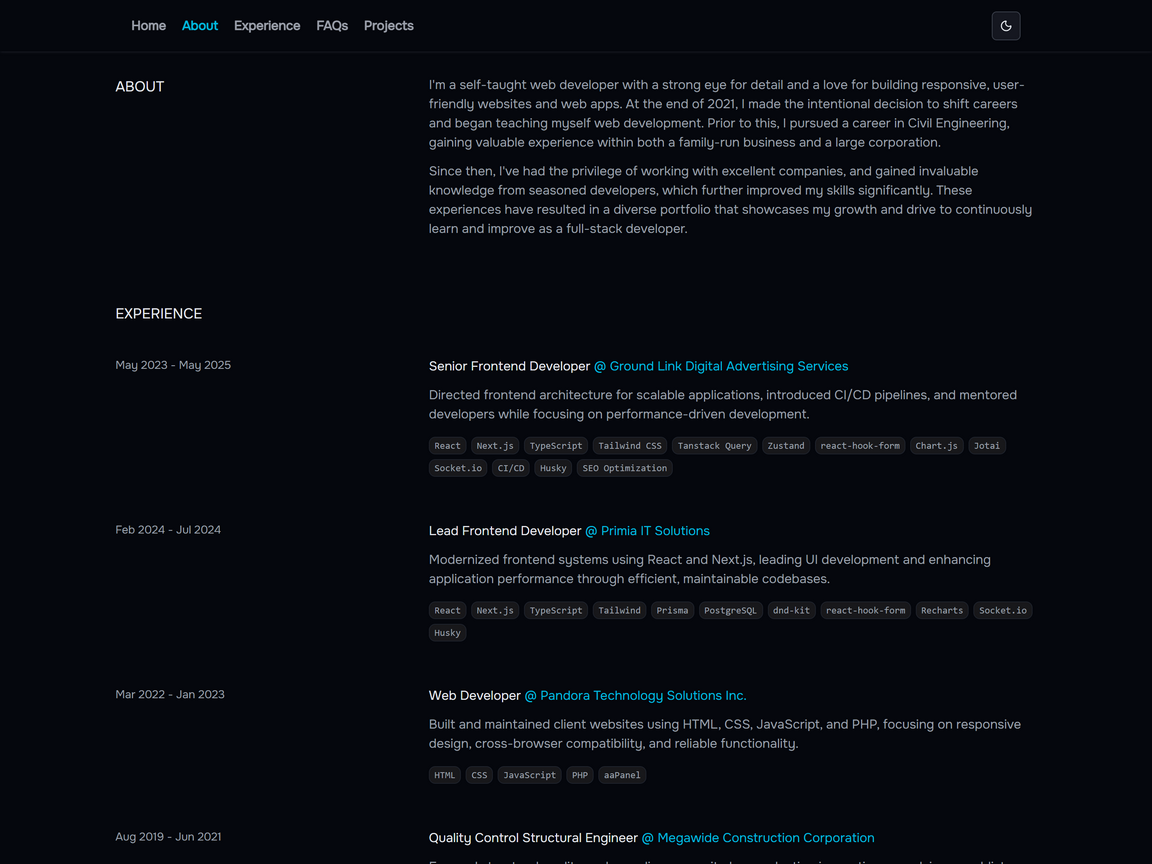 Home About Experience FAQs Projects
ABOUT
I'm a self-taught web developer with a strong eye for detail and a love for building responsive, user-
friendly websites and web apps. At the end of 2021, I made the intentional decision to shift careers
and began teaching myself web development. Prior to this, I pursued a career in Civil Engineering,
gaining valuable experience within both a family-run business and a large corporation.
Since then, I've had the privilege of working with excellent companies, and gained invaluable
knowledge from seasoned developers, which further improved my skills significantly. These
experiences have resulted in a diverse portfolio that showcases my growth and drive to continuously
learn and improve as a full-stack developer.
EXPERIENCE
May 2023 - May 2025
Senior Frontend Developer @ Ground Link Digital Advertising Services
Directed frontend architecture for scalable applications, introduced CI/CD pipelines, and mentored
developers while focusing on performance-driven development.
React Next.js TypeScript Tailwind CSS Tanstack Query Zustand react-hook-form Chart.js Jotai
Socket.io CI/CD Husky SEO Optimization
Feb 2024 - Jul 2024
Lead Frontend Developer @ Primia IT Solutions
Modernized frontend systems using React and Next.js, leading UI development and enhancing
application performance through efficient, maintainable codebases.
React Next.js TypeScript Tailwind Prisma PostgreSQL dnd-kit react-hook-form Recharts Socket.io
Husky
Mar 2022 - Jan 2023
Web Developer @ Pandora Technology Solutions Inc.
Built and maintained client websites using HTML, CSS, JavaScript, and PHP, focusing on responsive
design, cross-browser compatibility, and reliable functionality.
HTML CSS JavaScript PHP aaPanel
Aug 2019 - Jun 2021
Quality Control Structural Engineer @ Megawide Construction Corporation